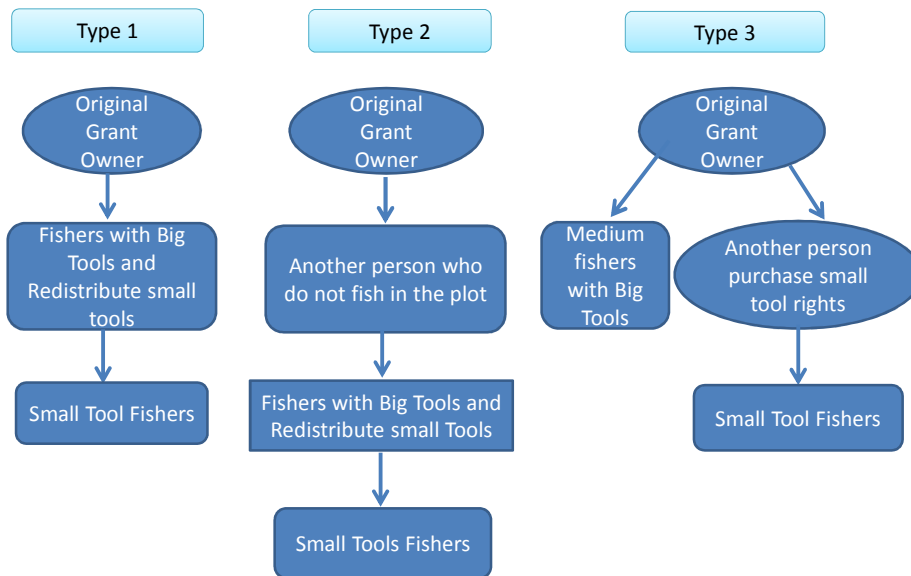 Type 1
Original
Grant
Owner
Fishers with Big
Tools and
Redistribute small
tools
Small Tool Fishers
Type 2
Original
Grant
Owner
Another person who
do not fish in the plot
Fishers with Big Tools and
Redistribute small Tools
Small Tools Fishers
Type 3
Original
Grant
Owner
Medium
fishers
with Big
Tools
Another person
purchase small
tool rights
Small Tool Fishers